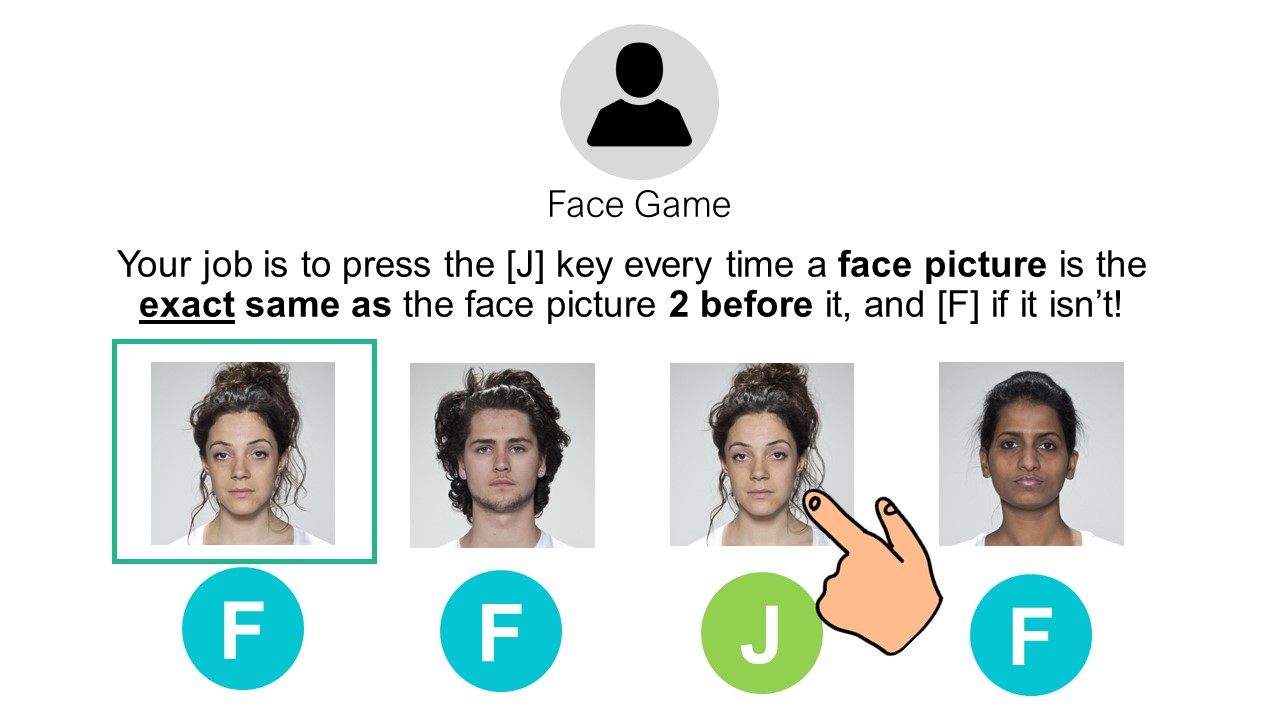 Face Game
Your job is to press the [J] key every time a face picture is the
exact same as the face picture 2 before it, and [F] if it isn’t!
F F J F